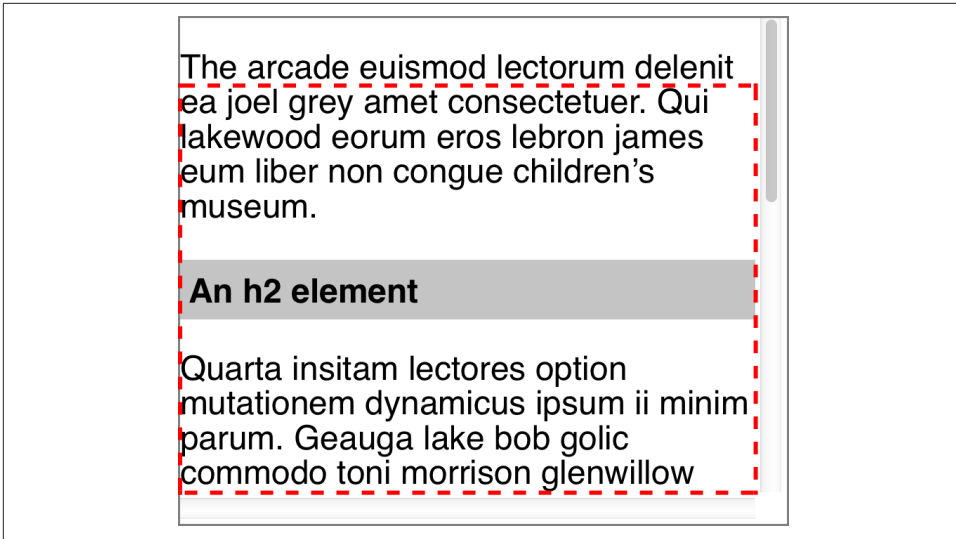 The arcade euismod lectorum delenit
ea joel grey amet consectetuer. Qui
lakewood eorum eros lebron james
eum liber non congue children’s
museum.
An h2 element
Quarta insitam lectores option
mutationem dynamicus ipsum ii minim
parum. Geauga lake bob golic
commodo toni morrison glenwillow